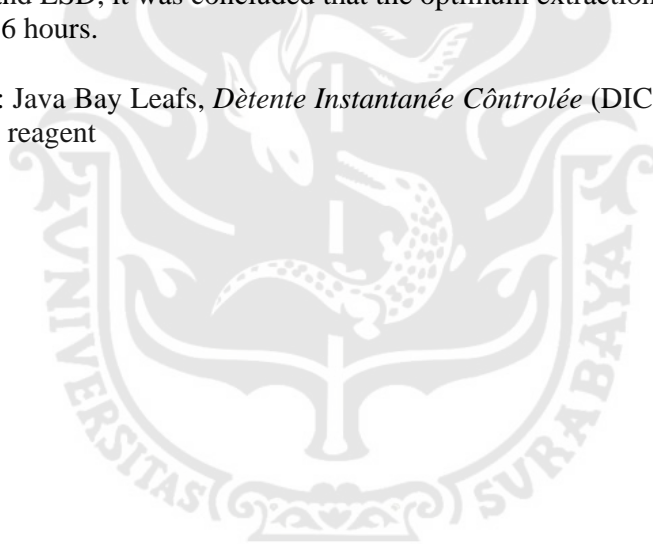 and LSD, it was concluded that the optimum extraction
6 hours.
: Java Bay Leafs, Dètente Instantanée Côntrolée (DIC
reagent
UNIVERSITAS SURABAYA